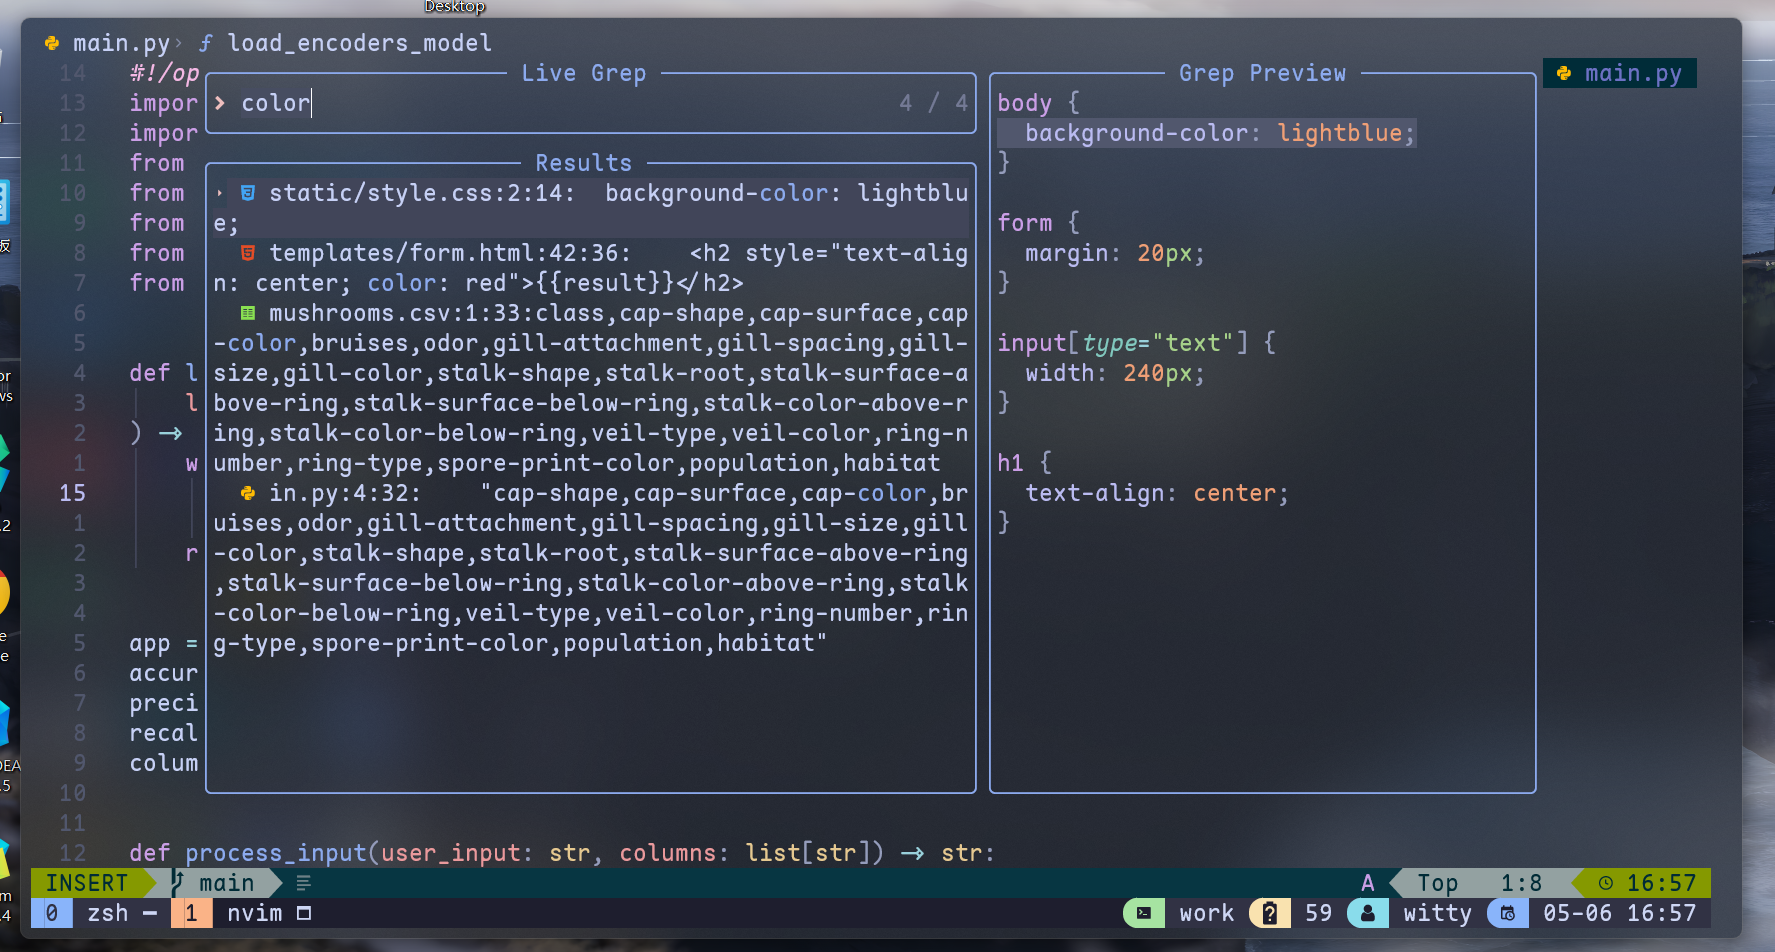 Desktop
main.py › ƒ load_encoders_model
main.py
14 #!/op
13 impor
12 impor
11 from
10 from
9 from
8 from
7 from
6
5
4 def l
3 l
2 ) →
1 w
15
1
2 r
3
4
5 app =
6 accur
7 preci
8 recal
9 colum
10
11
12 def process_input(user_input: str, columns: list[str]) → str:
Live Grep
> color 4 / 4
Results
static/style.css:2:14:  background-color: lightblu
e;
templates/form.html:42:36:    <h2 style="text-alig
n: center; color: red">{{result}}</h2>
mushrooms.csv:1:33:class,cap-shape,cap-surface,cap
-color,bruises,odor,gill-attachment,gill-spacing,gill-
size,gill-color,stalk-shape,stalk-root,stalk-surface-a
bove-ring,stalk-surface-below-ring,stalk-color-above-r
ing,stalk-color-below-ring,veil-type,veil-color,ring-n
umber,ring-type,spore-print-color,population,habitat
in.py:4:32:    "cap-shape,cap-surface,cap-color,br
uises,odor,gill-attachment,gill-spacing,gill-size,gill
-color,stalk-shape,stalk-root,stalk-surface-above-ring
,stalk-surface-below-ring,stalk-color-above-ring,stalk
-color-below-ring,veil-type,veil-color,ring-number,rin
g-type,spore-print-color,population,habitat"
Grep Preview
body {
  background-color: lightblue;
}
form {
  margin: 20px;
}
input[type="text"] {
  width: 240px;
}
h1 {
  text-align: center;
}
INSERT main A Top 1:8 16:57
0 zsh − 1 nvim work 59 witty 05-06 16:57